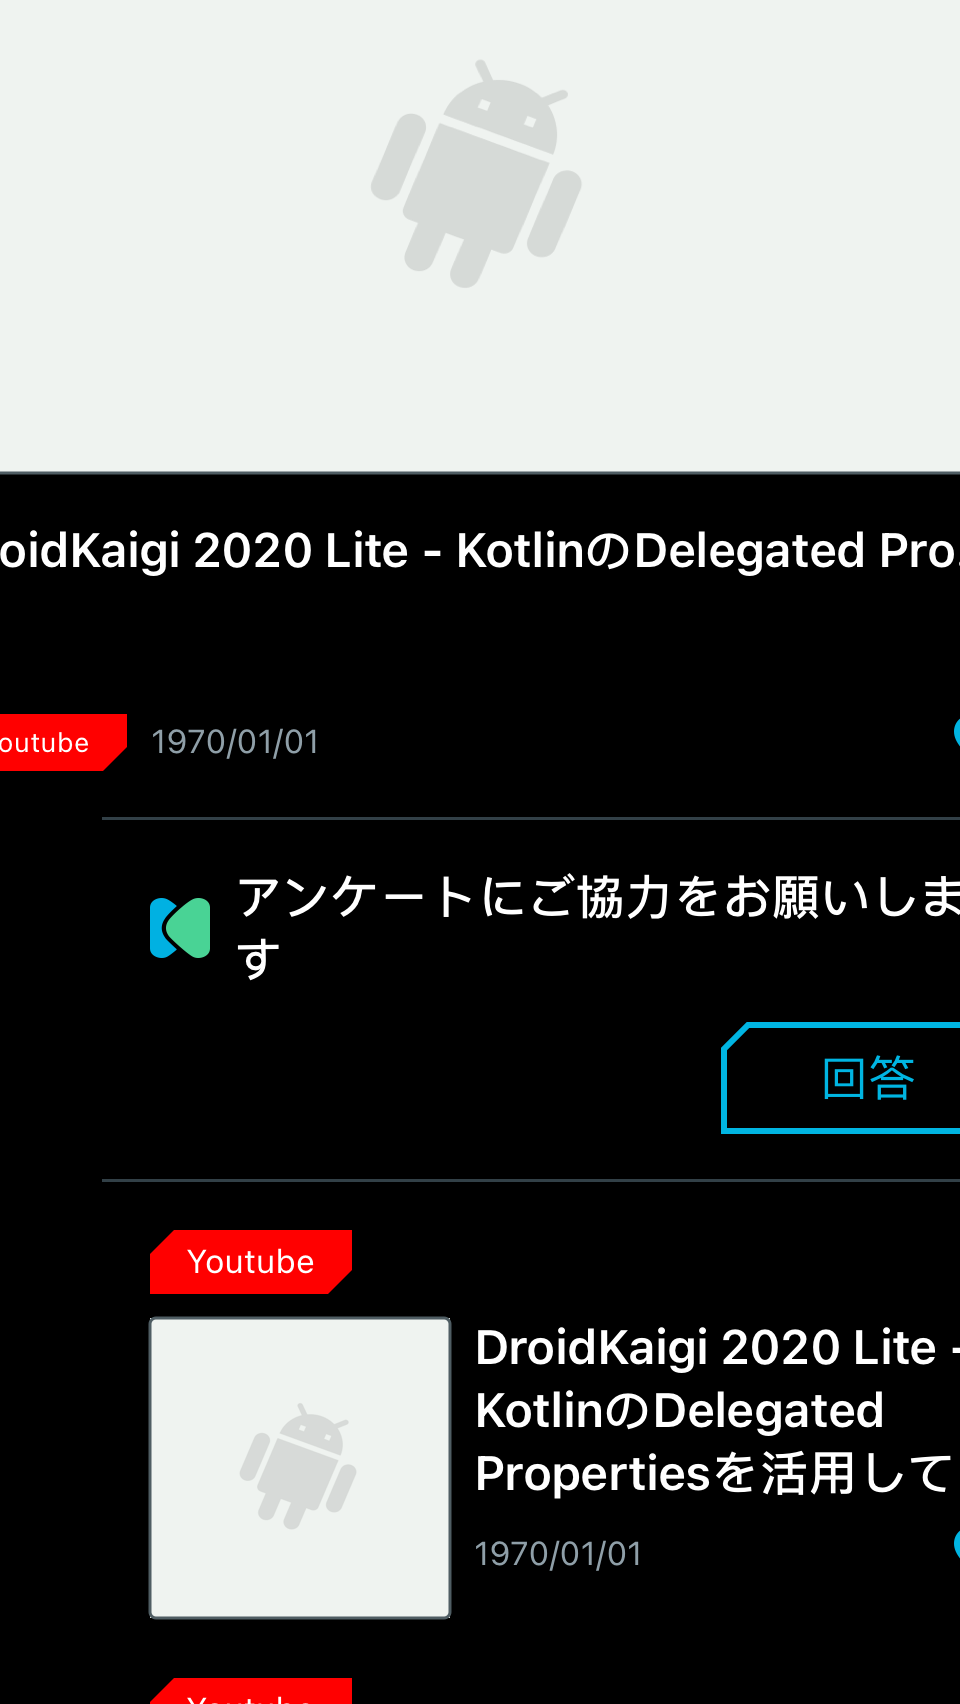 oidKaigi 2020 Lite - KotlinのDelegated Pro.
outube 1970/01/01
アンケートにご協力をお願いしま
す
回答
Youtube
DroidKaigi 2020 Lite -
KotlinのDelegated
Propertiesを活用して
1970/01/01
Youtube